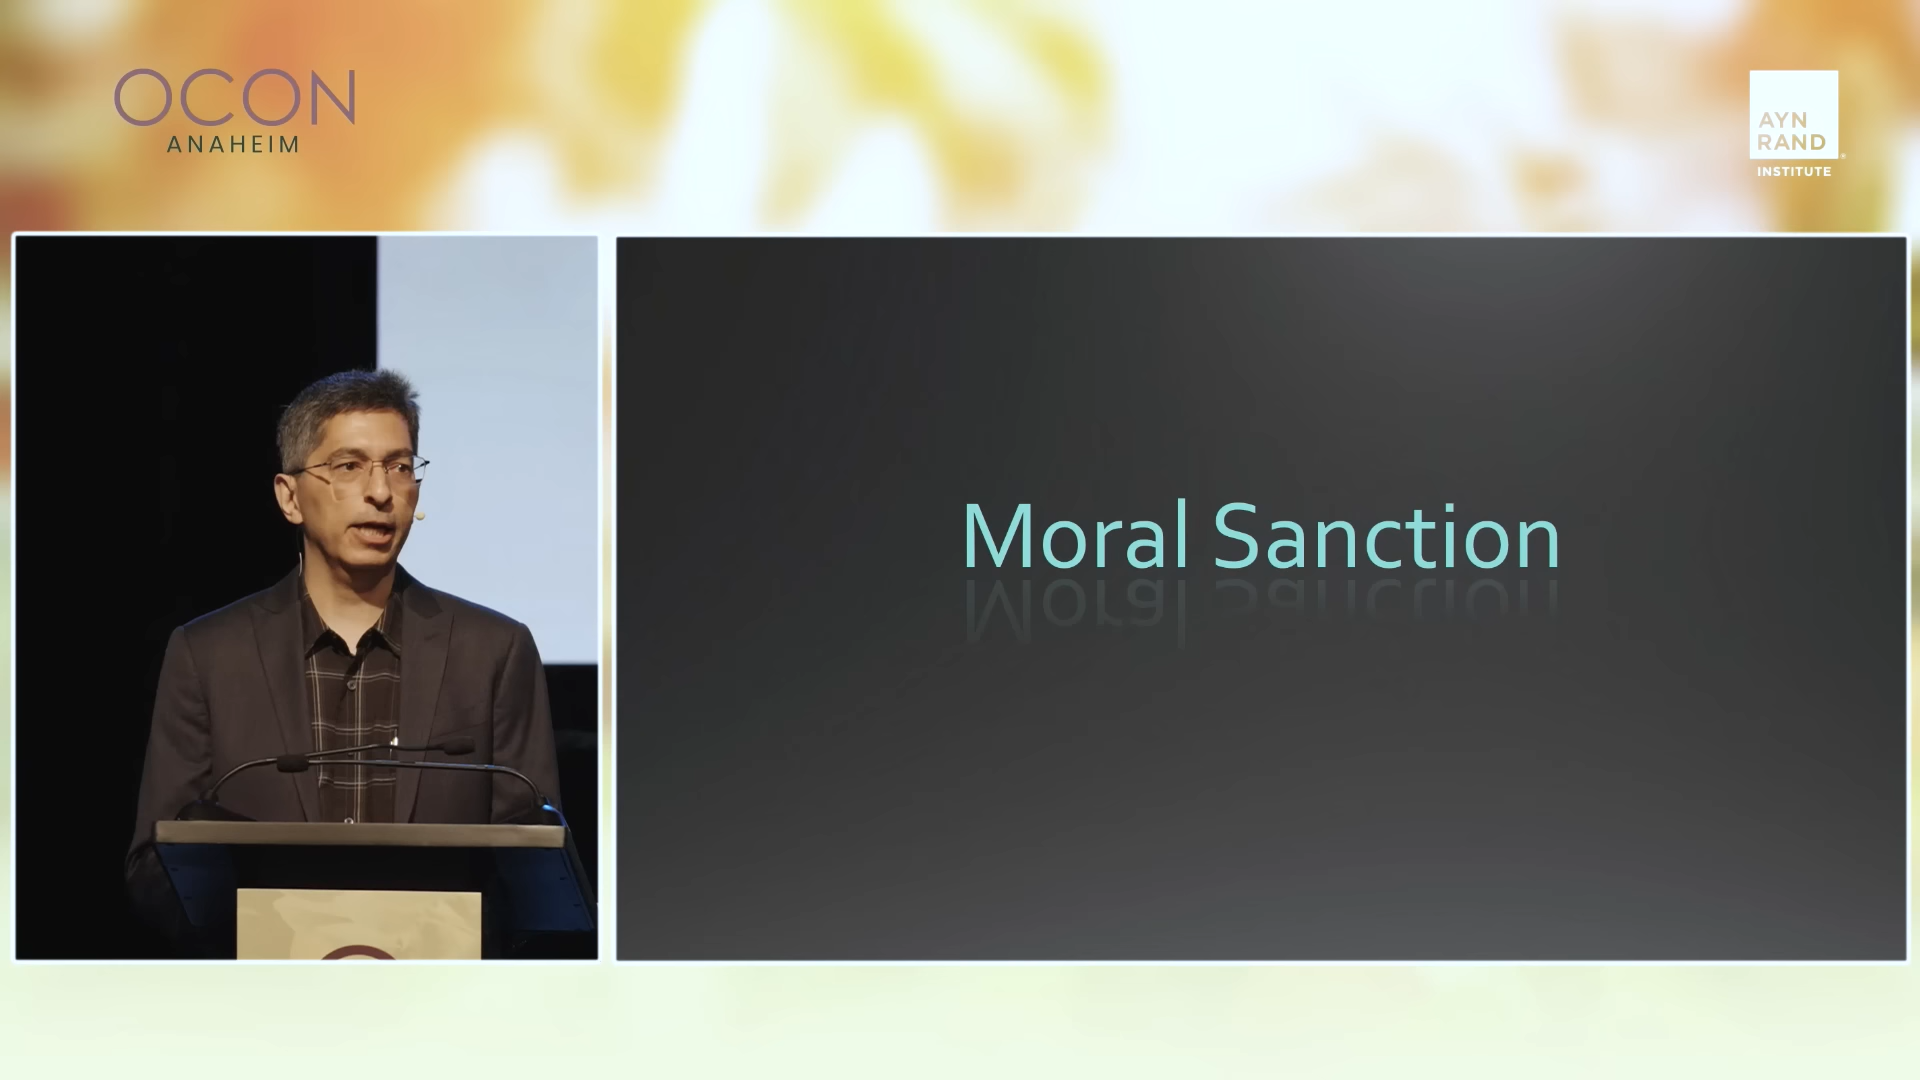 OCON
ANAHEIM
AYN
RAND
INSTITUTE
Moral Sanction